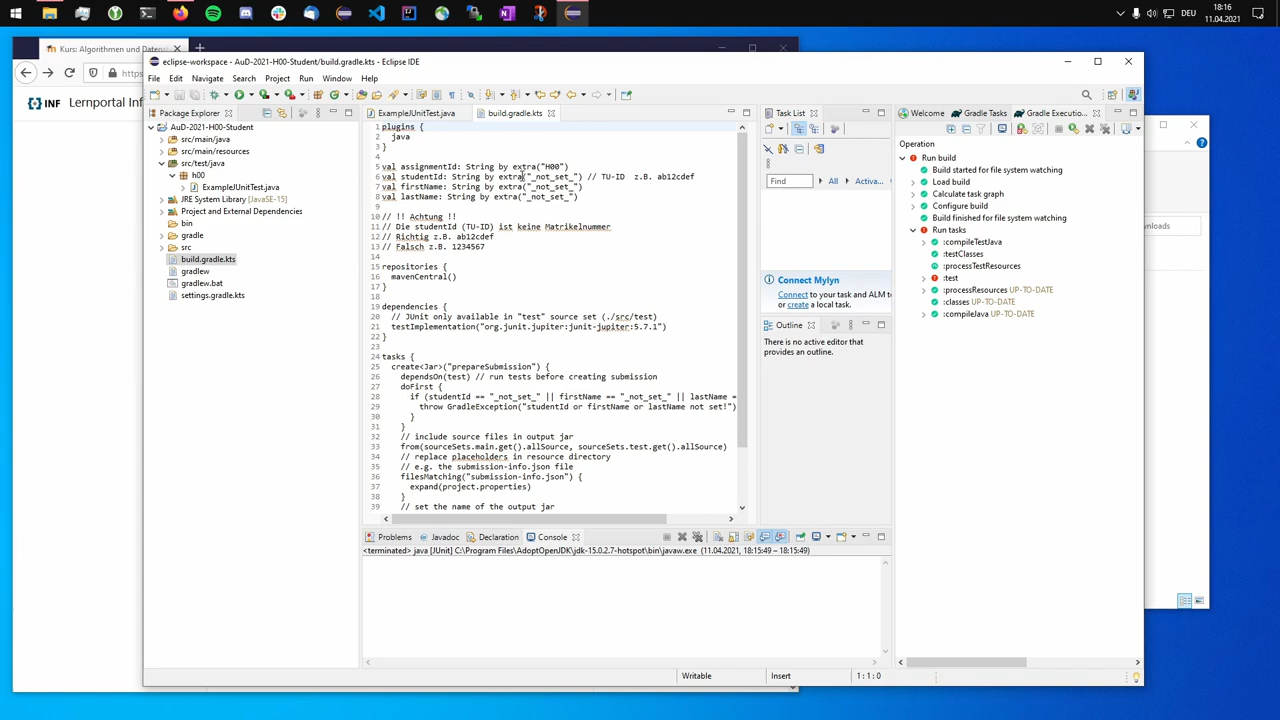 18:16
DEU
11.04.2021
Kurs: Algorithmen und Daten
https
INF Lernportal Inf
eclipse-workspace - AuD-2021-H00-Student/build.gradle.kts - Eclipse IDE
File Edit Navigate Search Project Run Window Help
Package Explorer
AuD-2021-H00-Student
src/main/java
src/main/resources
src/test/java
h00
ExampleJUnitTest.java
JRE System Library [JavaSE-15]
Project and External Dependencies
bin
gradle
src
build.gradle.kts
gradlew
gradlew.bat
settings.gradle.kts
ExampleJUnitTest.java build.gradle.kts
1 plugins {
2 java
3 }
4
5 val assignmentId: String by extra("H00")
6 val studentId: String by extra("_not_set_") // TU-ID z.B. ab12cdef
7 val firstName: String by extra("_not_set_")
8 val lastName: String by extra("_not_set_")
9
10 // !! Achtung !!
11 // Die studentId (TU-ID) ist keine Matrikelnummer
12 // Richtig z.B. ab12cdef
13 // Falsch z.B. 1234567
14
15 repositories {
16 mavenCentral()
17 }
18
19 dependencies {
20 // JUnit only available in "test" source set (./src/test)
21 testImplementation("org.junit.jupiter:junit-jupiter:5.7.1")
22 }
23
24 tasks {
25 create<Jar>("prepareSubmission") {
26 dependsOn(test) // run tests before creating submission
27 doFirst {
28 if (studentId == "_not_set_" || firstName == "_not_set_" || lastName =
29 throw GradleException("studentId or firstName or lastName not set!")
30 }
31 }
32 // include source files in output jar
33 from(sourceSets.main.get().allSource, sourceSets.test.get().allSource)
34 // replace placeholders in resource directory
35 // e.g. the submission-info.json file
36 filesMatching("submission-info.json") {
37 expand(project.properties)
38 }
39 // set the name of the output jar
Task List
Find All Activa...
Connect Mylyn
Connect to your task and ALM to
or create a local task.
Outline
There is no active editor that
provides an outline.
Welcome Gradle Tasks Gradle Executio...
Operation
Run build
Build started for file system watching
Load build
Calculate task graph
Configure build
Build finished for file system watching
Run tasks
:compileTestJava
:testClasses
:processTestResources
:test
:processResources UP-TO-DATE
:classes UP-TO-DATE
:compileJava UP-TO-DATE
wnloads
Problems Javadoc Declaration Console
<terminated> java [JUnit] C:\Program Files\AdoptOpenJDK\jdk-15.0.2.7-hotspot\bin\javaw.exe (11.04.2021, 18:15:49 – 18:15:49)
Writable Insert 1 : 1 : 0